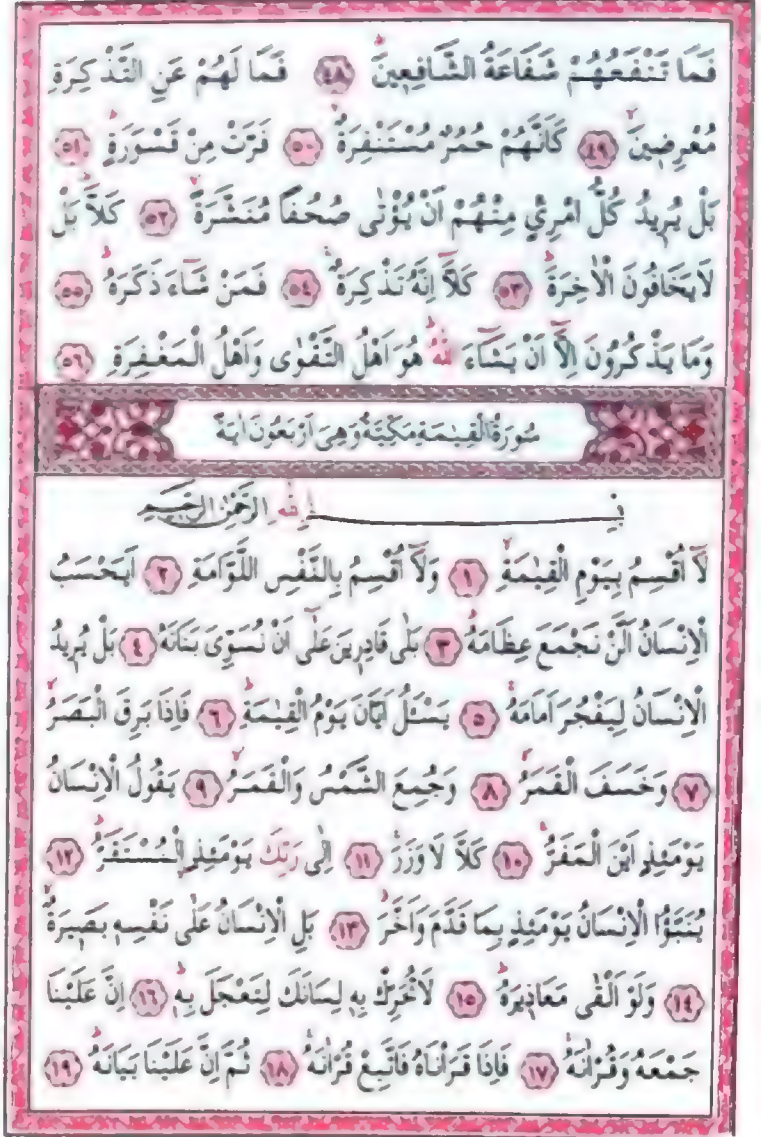 فَمَا تَنْفَعُهُمْ شَفَاعَةُ الشَّافِعِينَ ﴿٤٨﴾ فَمَا لَهُمْ عَنِ التَّذْكِرَةِ
مُعْرِضِينَ ﴿٤٩﴾ كَاَنَّهُمْ حُمُرٌ مُسْتَنْفِرَةٌ ﴿٥٠﴾ فَرَّتْ مِنْ قَسْوَرَةٍ ﴿٥١﴾
بَلْ يُرِيدُ كُلُّ امْرِئٍ مِنْهُمْ اَنْ يُؤْتٰى صُحُفًا مُنَشَّرَةً ﴿٥٢﴾ كَلَّا بَلْ
لَا يَخَافُونَ الْاٰخِرَةَ ﴿٥٣﴾ كَلَّا اِنَّهُ تَذْكِرَةٌ ﴿٥٤﴾ فَمَنْ شَاءَ ذَكَرَهُ ﴿٥٥﴾
وَمَا يَذْكُرُونَ اِلَّا اَنْ يَشَاءَ اللّٰهُ هُوَ اَهْلُ التَّقْوٰى وَاَهْلُ الْمَغْفِرَةِ ﴿٥٦﴾
سُورَةُ الْقِيٰمَةِ مَكِّيَّةٌ وَهِيَ اَرْبَعُونَ اٰيَةً
بِسْمِ اللّٰهِ الرَّحْمٰنِ الرَّحِيمِ
لَا اُقْسِمُ بِيَوْمِ الْقِيٰمَةِ ﴿١﴾ وَلَا اُقْسِمُ بِالنَّفْسِ اللَّوَّامَةِ ﴿٢﴾ اَيَحْسَبُ
الْاِنْسَانُ اَلَّنْ نَجْمَعَ عِظَامَهُ ﴿٣﴾ بَلٰى قَادِرِينَ عَلٰى اَنْ نُسَوِّىَ بَنَانَهُ ﴿٤﴾ بَلْ يُرِيدُ
الْاِنْسَانُ لِيَفْجُرَ اَمَامَهُ ﴿٥﴾ يَسْـَٔلُ اَيَّانَ يَوْمُ الْقِيٰمَةِ ﴿٦﴾ فَاِذَا بَرِقَ الْبَصَرُ
﴿٧﴾ وَخَسَفَ الْقَمَرُ ﴿٨﴾ وَجُمِعَ الشَّمْسُ وَالْقَمَرُ ﴿٩﴾ يَقُولُ الْاِنْسَانُ
يَوْمَئِذٍ اَيْنَ الْمَفَرُّ ﴿١٠﴾ كَلَّا لَا وَزَرَ ﴿١١﴾ اِلٰى رَبِّكَ يَوْمَئِذٍ الْمُسْتَقَرُّ ﴿١٢﴾
يُنَبَّؤُا الْاِنْسَانُ يَوْمَئِذٍ بِمَا قَدَّمَ وَاَخَّرَ ﴿١٣﴾ بَلِ الْاِنْسَانُ عَلٰى نَفْسِهِ بَصِيرَةٌ
﴿١٤﴾ وَلَوْ اَلْقٰى مَعَاذِيرَهُ ﴿١٥﴾ لَا تُحَرِّكْ بِهِ لِسَانَكَ لِتَعْجَلَ بِهِ ﴿١٦﴾ اِنَّ عَلَيْنَا
جَمْعَهُ وَقُرْاٰنَهُ ﴿١٧﴾ فَاِذَا قَرَاْنَاهُ فَاتَّبِعْ قُرْاٰنَهُ ﴿١٨﴾ ثُمَّ اِنَّ عَلَيْنَا بَيَانَهُ ﴿١٩﴾